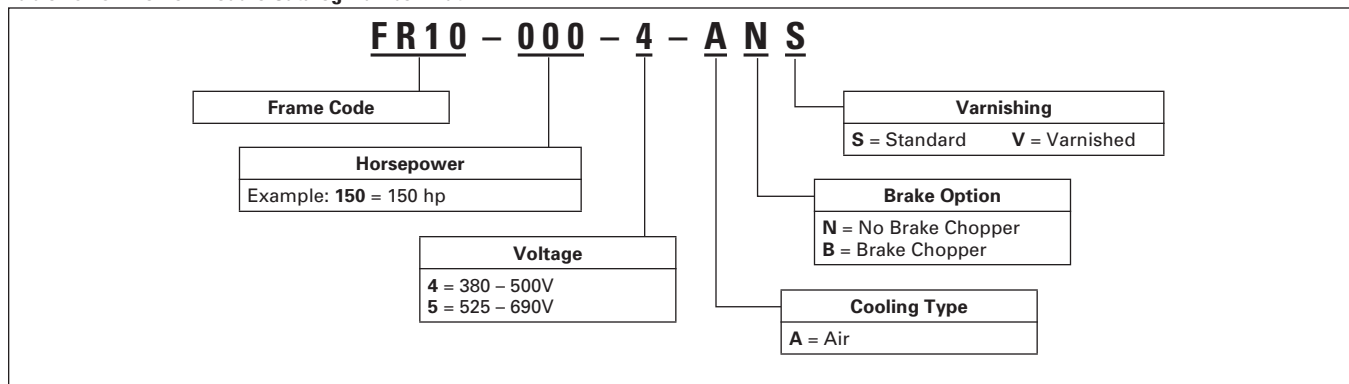 FR10 – 000 – 4 – A N S
Frame Code
Horsepower
Example: 150 = 150 hp
Voltage
4 = 380 – 500V
5 = 525 – 690V
Varnishing
S = Standard V = Varnished
Brake Option
N = No Brake Chopper
B = Brake Chopper
Cooling Type
A = Air